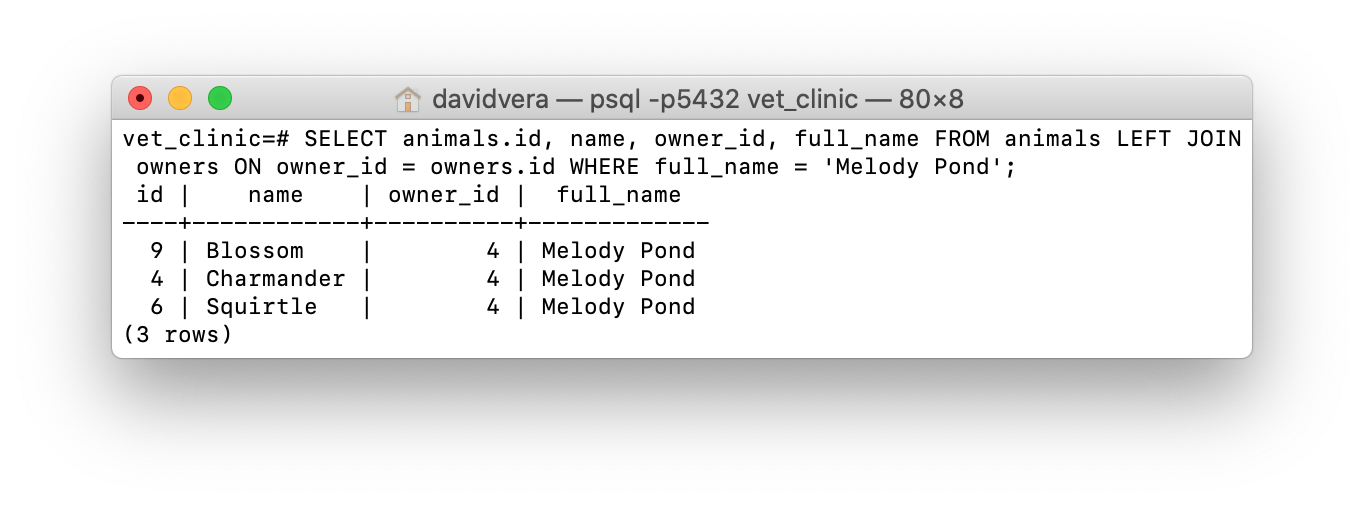 davidvera — psql -p5432 vet_clinic — 80×8
vet_clinic=# SELECT animals.id, name, owner_id, full_name FROM animals LEFT JOIN
 owners ON owner_id = owners.id WHERE full_name = 'Melody Pond';
 id |    name    | owner_id |  full_name
----+------------+----------+-------------
  9 | Blossom    |        4 | Melody Pond
  4 | Charmander |        4 | Melody Pond
  6 | Squirtle   |        4 | Melody Pond
(3 rows)